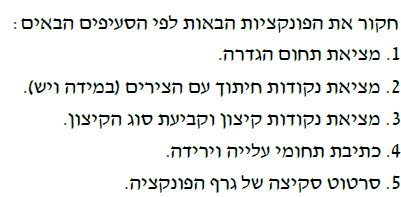 חקור את הפונקציות הבאות לפי הסעיפים הבאים:
1. מציאת תחום הגדרה.
2. מציאת נקודות חיתוך עם הצירים (במידה ויש).
3. מציאת נקודות קיצון וקביעת סוג הקיצון.
4. כתיבת תחומי עלייה וירידה.
5. סרטוט סקיצה של גרף הפונקציה.